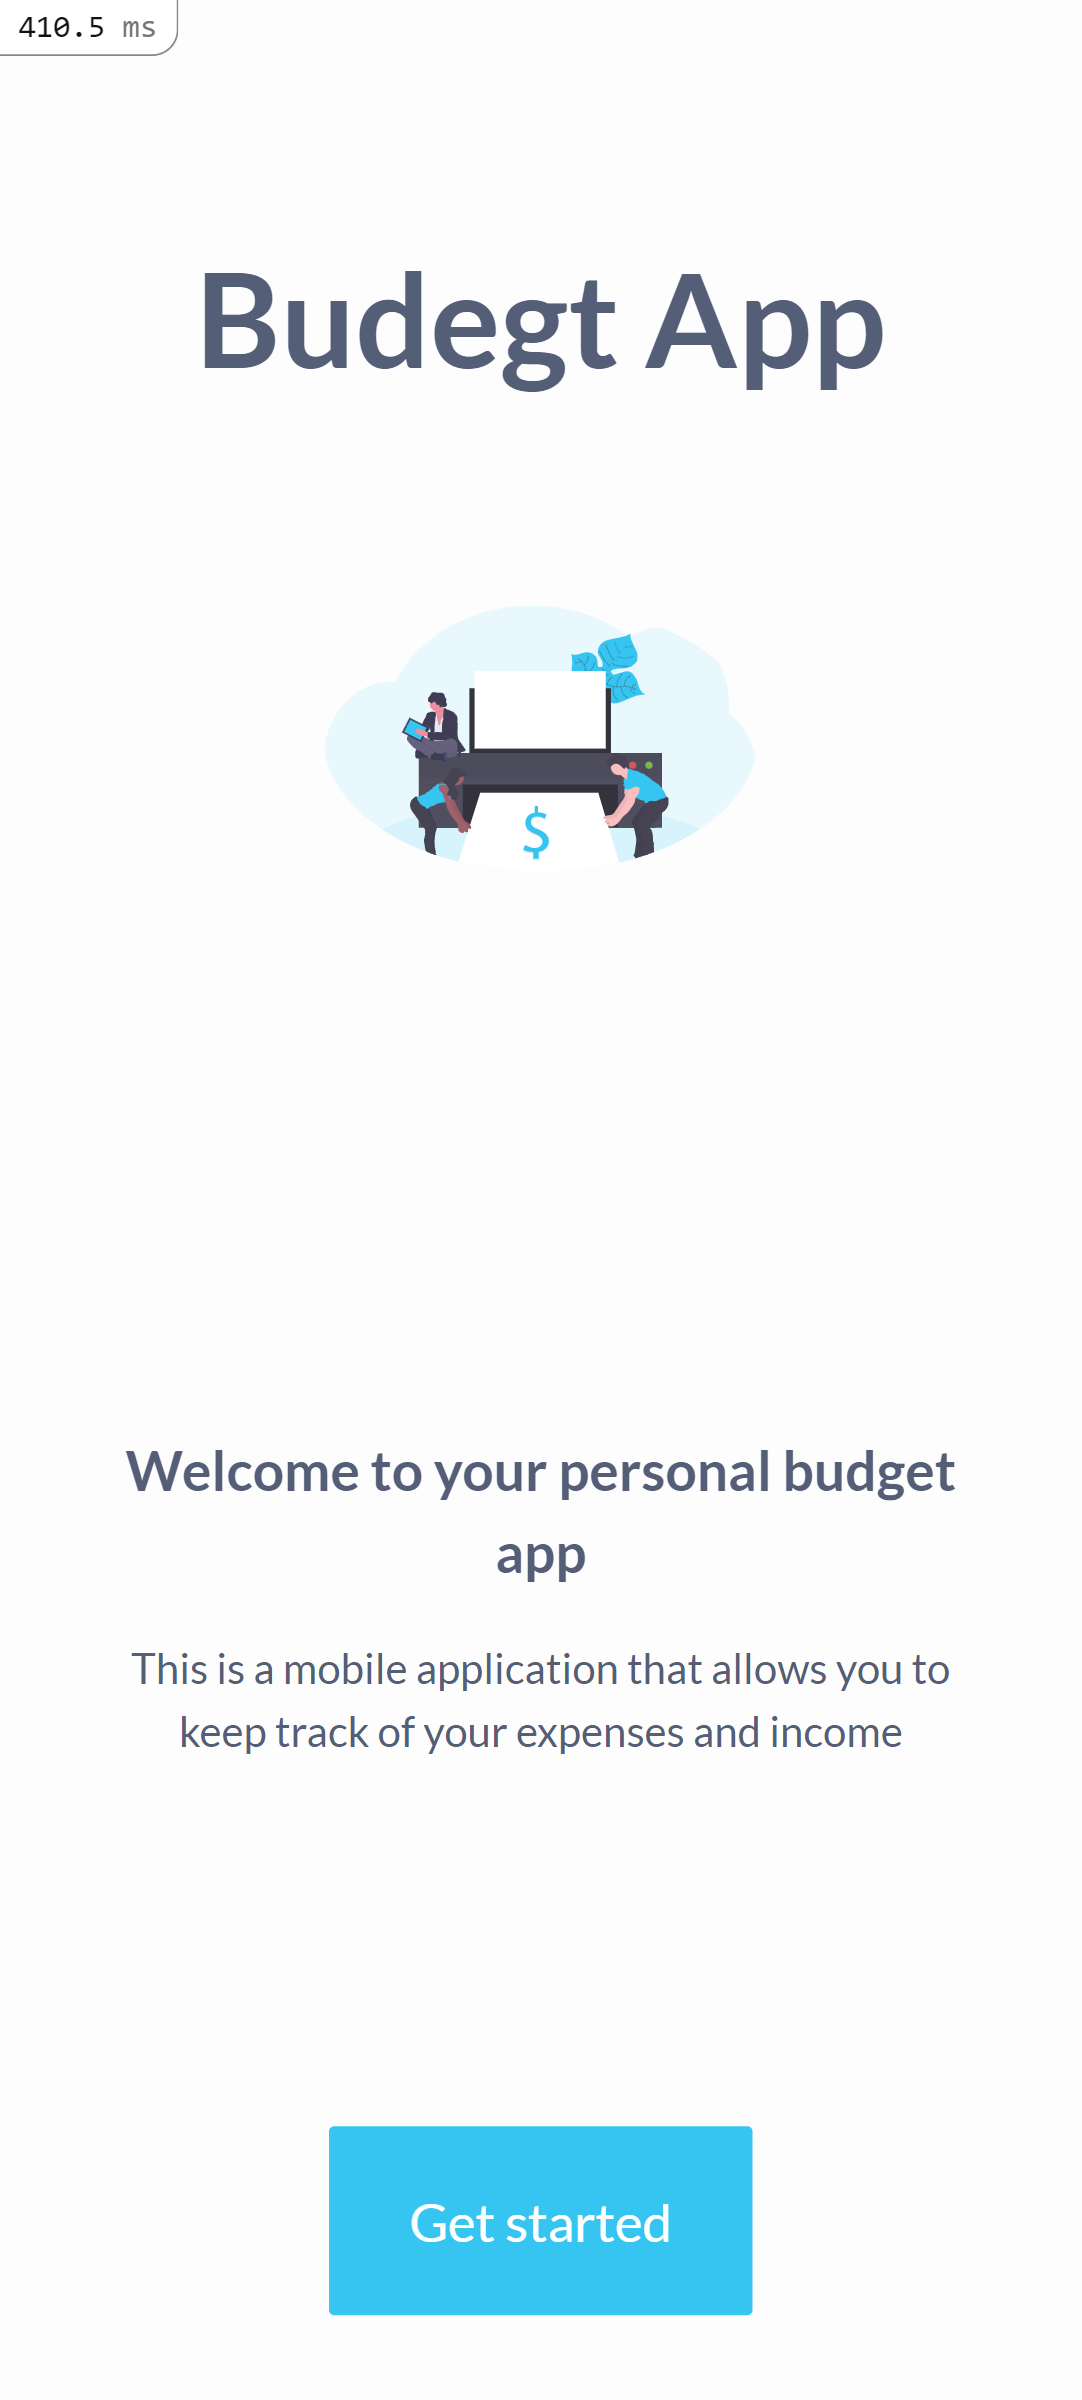 410.5 ms
Budegt App
$
Welcome to your personal budget
app
This is a mobile application that allows you to
keep track of your expenses and income
Get started